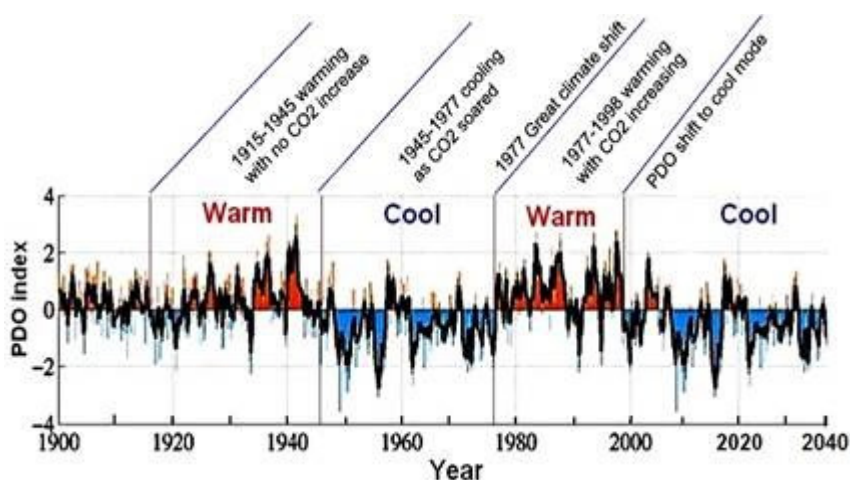 1915-1945 warming
with no CO2 increase
1945-1977 cooling
as CO2 soared
1977 Great climate shift
1977-1998 warming
with CO2 increasing
PDO shift to cool mode
Warm
Cool
Warm
Cool
PDO Index
4
2
0
−2
−4
1900
1920
1940
1960
1980
2000
2020
2040
Year